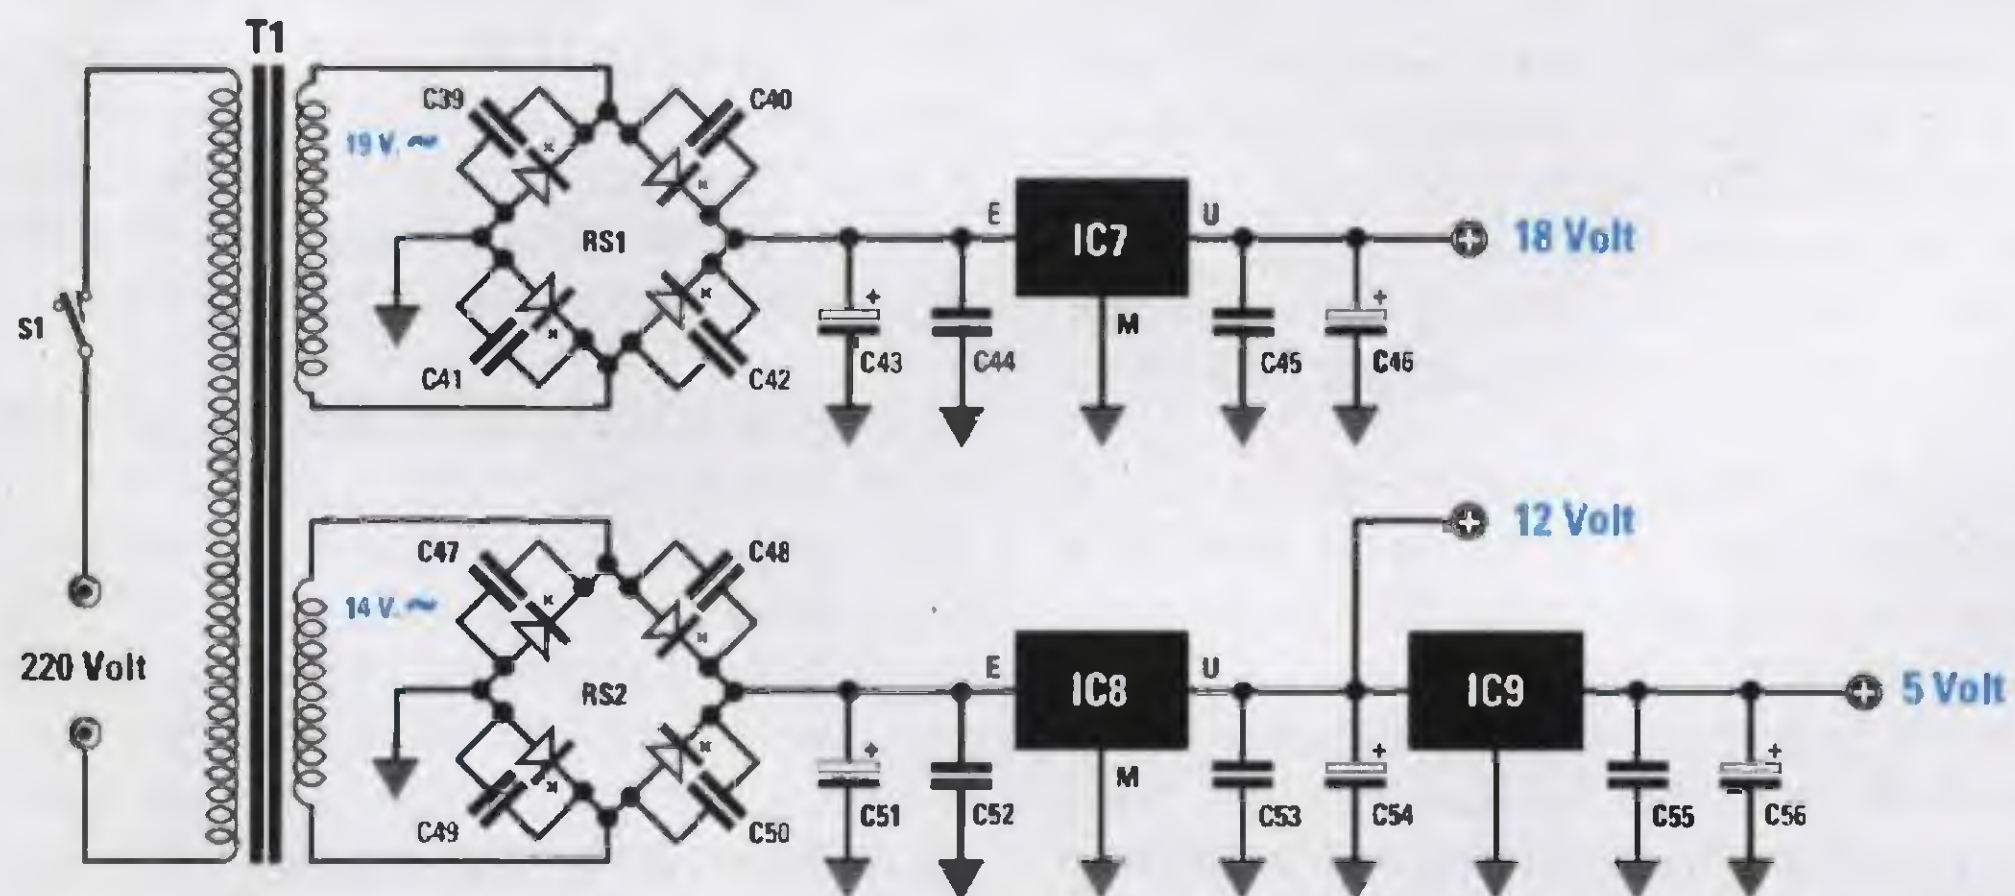 T1
C39
C40
19 V. ~
RS1
E
IC7
U
18 Volt
S1
M
C41
C42
C43
C44
C45
C46
12 Volt
C47
C48
14 V. ~
220 Volt
RS2
E
IC8
U
IC9
5 Volt
M
C49
C50
C51
C52
C53
C54
C55
C56